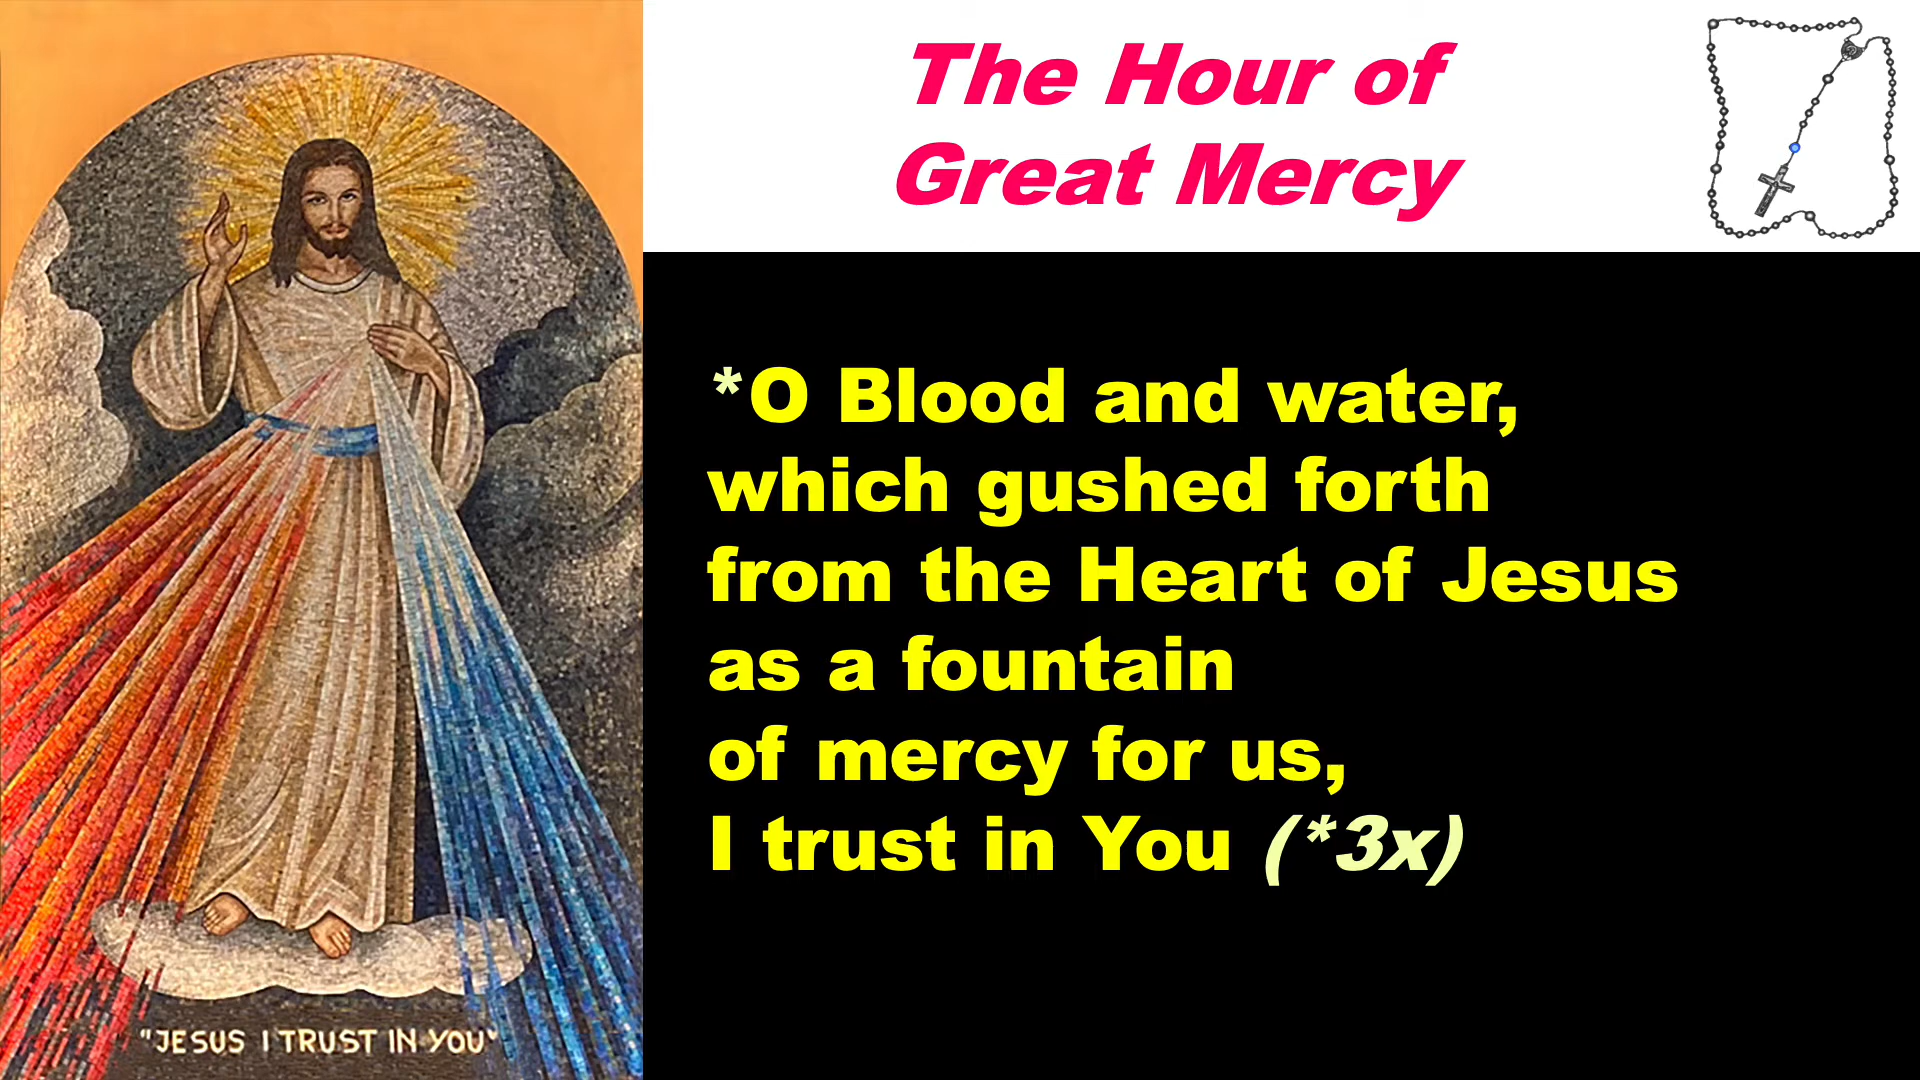 The Hour of
Great Mercy
*O Blood and water,
which gushed forth
from the Heart of Jesus
as a fountain
of mercy for us,
I trust in You (*3x)
"JESUS I TRUST IN YOU"